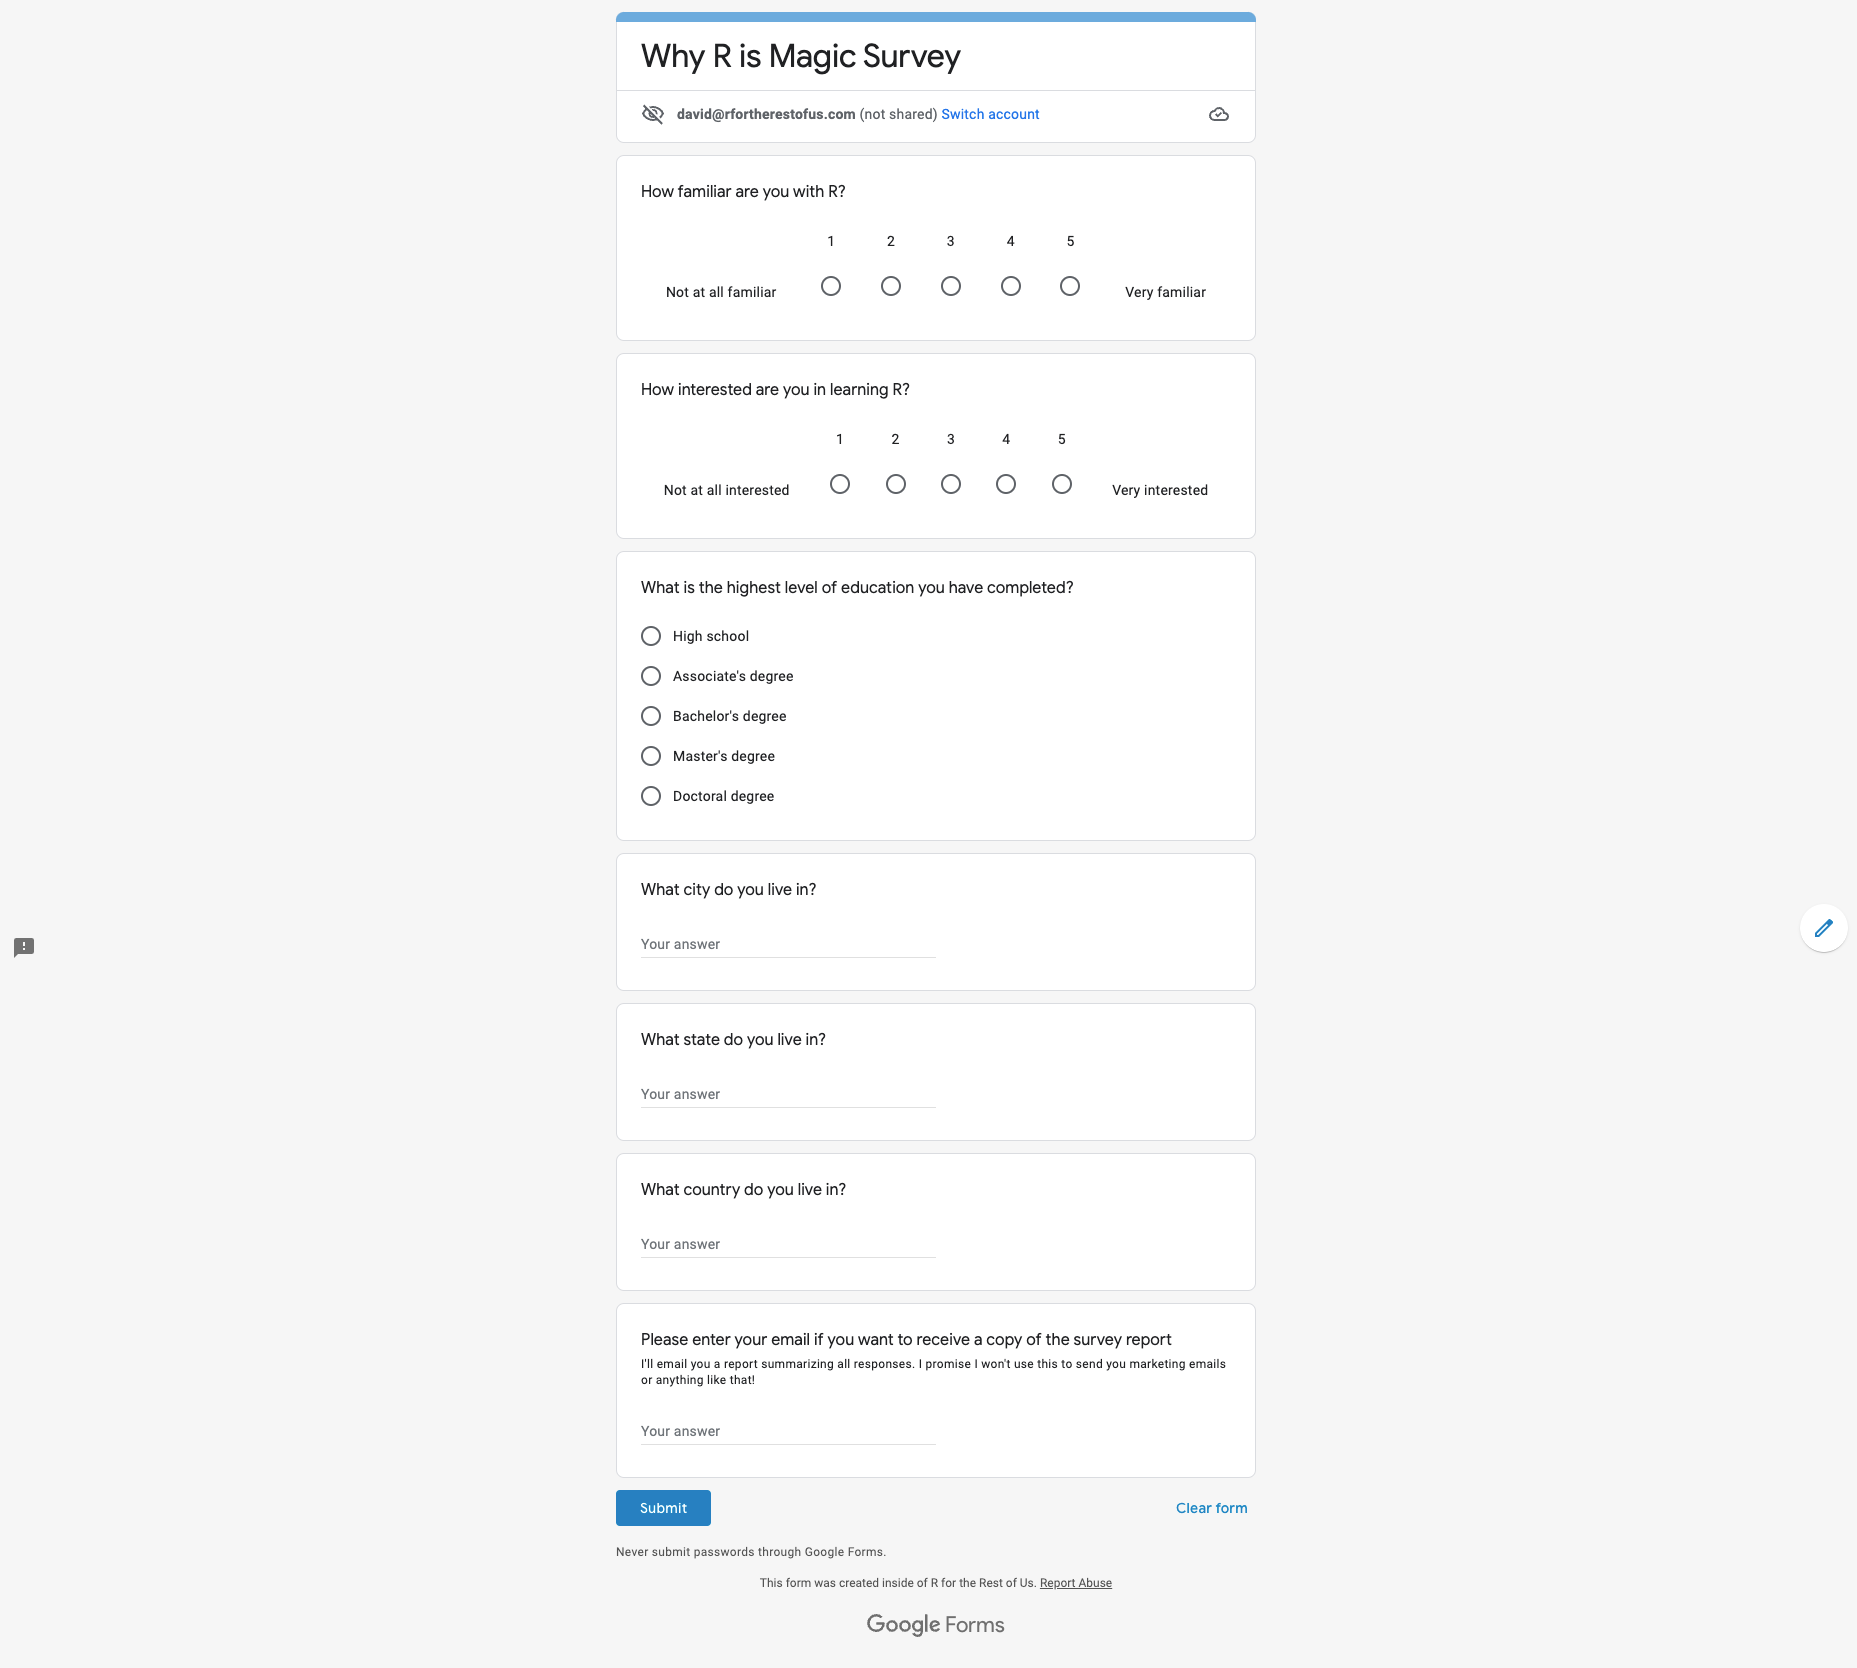 Why R is Magic Survey
david@rfortherestofus.com (not shared) Switch account
How familiar are you with R?
1 2 3 4 5
Not at all familiar Very familiar
How interested are you in learning R?
1 2 3 4 5
Not at all interested Very interested
What is the highest level of education you have completed?
High school
Associate's degree
Bachelor's degree
Master's degree
Doctoral degree
What city do you live in?
Your answer
What state do you live in?
Your answer
What country do you live in?
Your answer
Please enter your email if you want to receive a copy of the survey report
I'll email you a report summarizing all responses. I promise I won't use this to send you marketing emails
or anything like that!
Your answer
Submit Clear form
Never submit passwords through Google Forms.
This form was created inside of R for the Rest of Us. Report Abuse
Google Forms